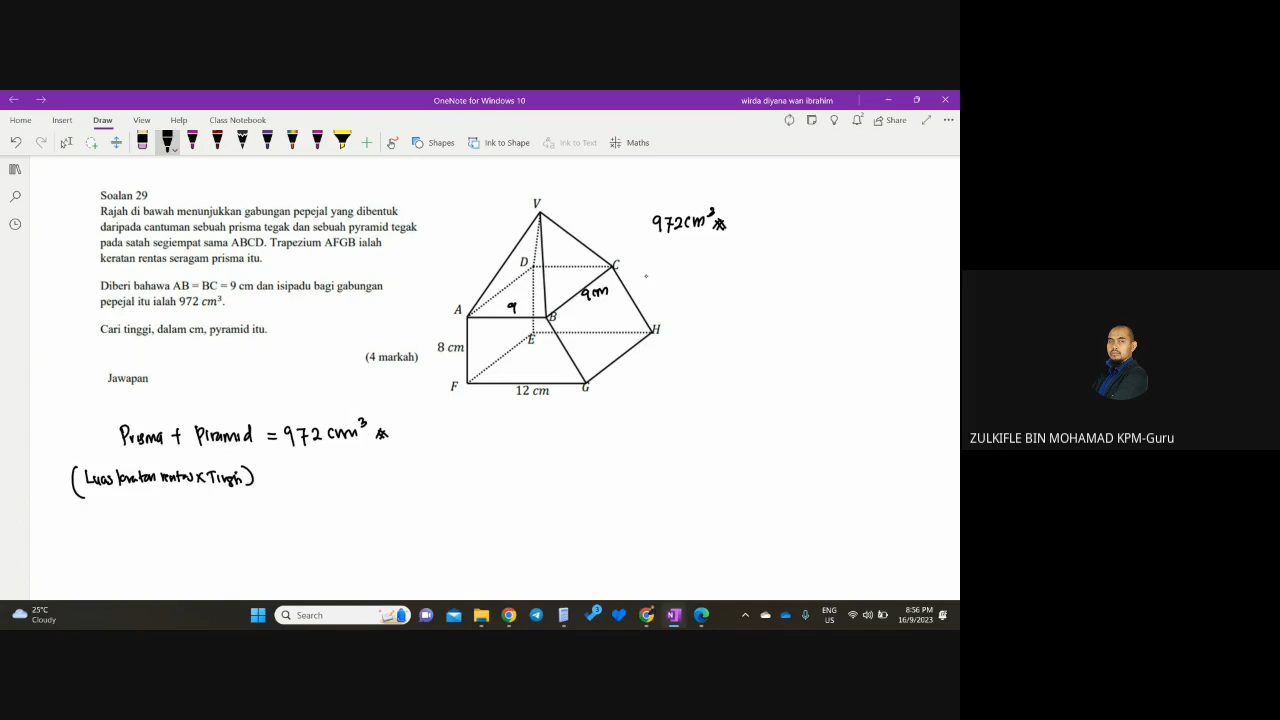 OneNote for Windows 10
wirda diyana wan ibrahim
Home Insert Draw View Help Class Notebook
Share
Shapes Ink to Shape Ink to Text Maths
Soalan 29
Rajah di bawah menunjukkan gabungan pepejal yang dibentuk
daripada cantuman sebuah prisma tegak dan sebuah pyramid tegak
pada satah segiempat sama ABCD. Trapezium AFGB ialah
keratan rentas seragam prisma itu.
Diberi bahawa AB = BC = 9 cm dan isipadu bagi gabungan
pepejal itu ialah 972 cm³.
Cari tinggi, dalam cm, pyramid itu.
(4 markah)
Jawapan
V
972 cm³
D
C
9cm
A
9
B
H
E
8 cm
F
12 cm
G
Prisma + Piramid = 972 cm³
(Luas keratan rentas x Tinggi)
ZULKIFLE BIN MOHAMAD KPM-Guru
25°C
Cloudy
Search
3
ENG
US
8:56 PM
16/9/2023
2